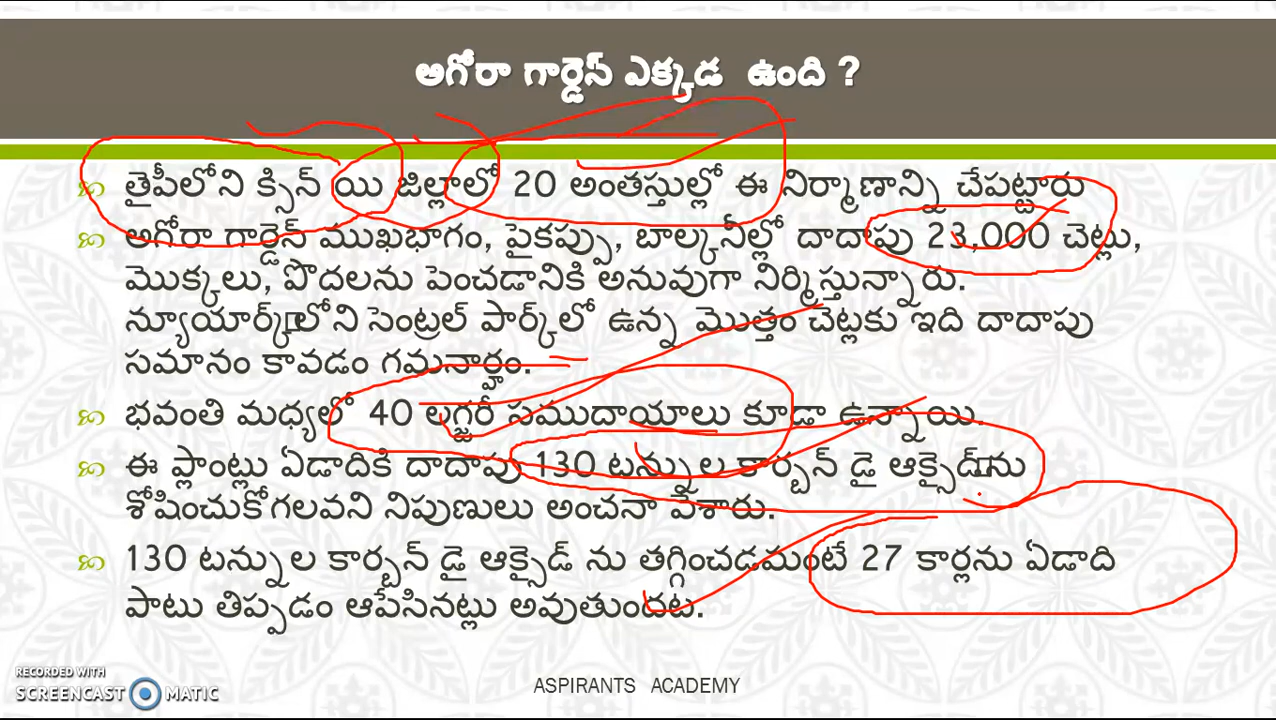 అగోరా గార్డెన్ ఎక్కడ ఉంది ?
తైపీలోని క్సిన్ యి జిల్లాలో 20 అంతస్తుల్లో ఈ నిర్మాణాన్ని చేపట్టారు
అగోరా గార్డెన్ ముఖభాగం, పైకప్పు, బాల్కనీల్లో దాదాపు 23,000 చెట్లు,
మొక్కలు, పొదలను పెంచడానికి అనువుగా నిర్మిస్తున్నారు.
న్యూయార్క్‌లోని సెంట్రల్ పార్క్‌లో ఉన్న మొత్తం చెట్లకు ఇది దాదాపు
సమానం కావడం గమనార్హం.
భవంతి మధ్యలో 40 లగ్జరీ సముదాయాలు కూడా ఉన్నాయి.
ఈ ప్లాంట్లు ఏడాదికి దాదాపు 130 టన్నుల కార్బన్ డై ఆక్సైడ్‌ను
శోషించుకోగలవని నిపుణులు అంచనా వేశారు.
130 టన్నుల కార్బన్ డై ఆక్సైడ్ ను తగ్గించడమంటే 27 కార్లను ఏడాది
పాటు తిప్పడం ఆపేసినట్లు అవుతుందట.
ASPIRANTS ACADEMY
RECORDED WITH
SCREENCAST MATIC